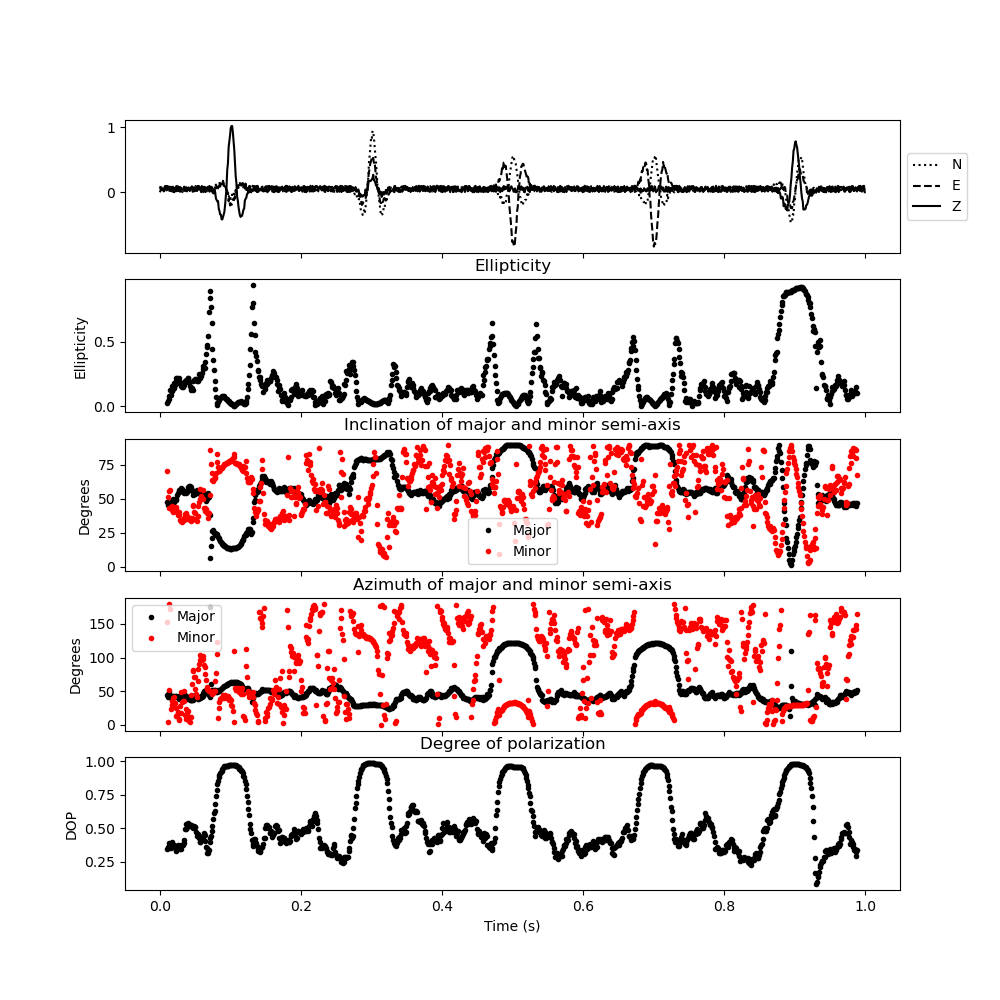 1
0
N
E
Z
Ellipticity
0.5
0.0
Ellipticity
Inclination of major and minor semi-axis
75
50
25
0
Degrees
Major
Minor
Azimuth of major and minor semi-axis
150
100
50
0
Degrees
Major
Minor
Degree of polarization
1.00
0.75
0.50
0.25
DOP
0.0
0.2
0.4
0.6
0.8
1.0
Time (s)